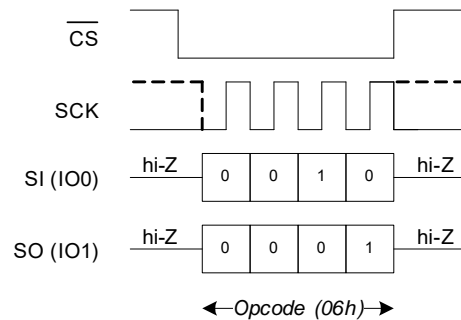 CS
SCK
hi-Z 0 0 1 0 hi-Z
SI (IO0)
hi-Z 0 0 0 1 hi-Z
SO (IO1)
Opcode (06h)